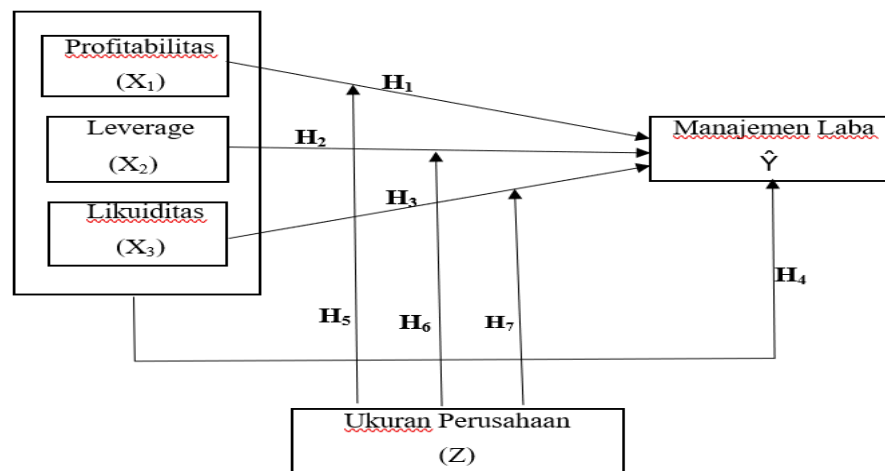 Profitabilitas
(X₁)
H₁
Leverage
(X₂)
H₂
Manajemen Laba
Ŷ
Likuiditas
(X₃)
H₃
H₄
H₅
H₆
H₇
Ukuran Perusahaan
(Z)